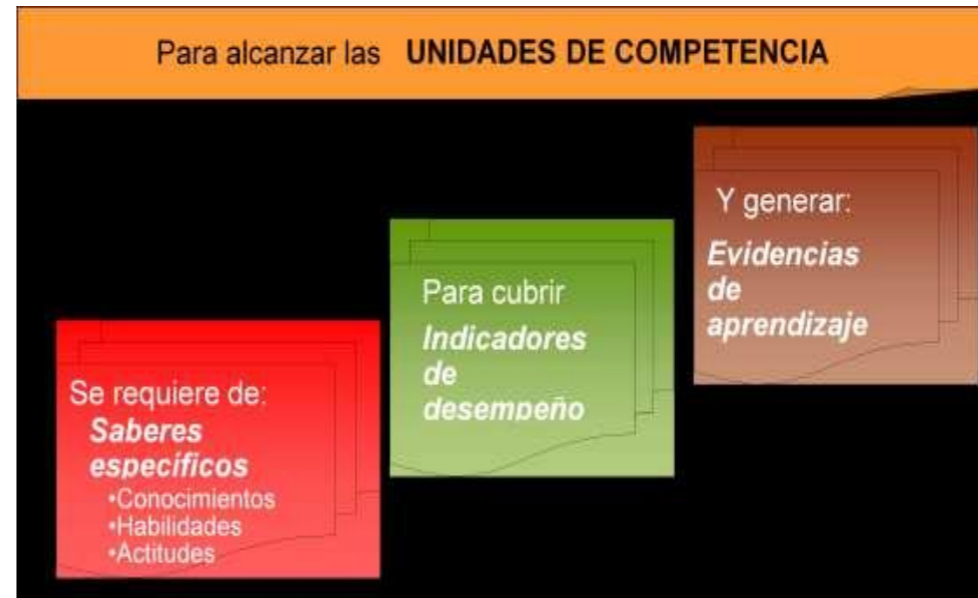 Para alcanzar las UNIDADES DE COMPETENCIA
Se requiere de:
Saberes
específicos
•Conocimientos
•Habilidades
•Actitudes
Para cubrir
Indicadores
de
desempeño
Y generar:
Evidencias
de
aprendizaje